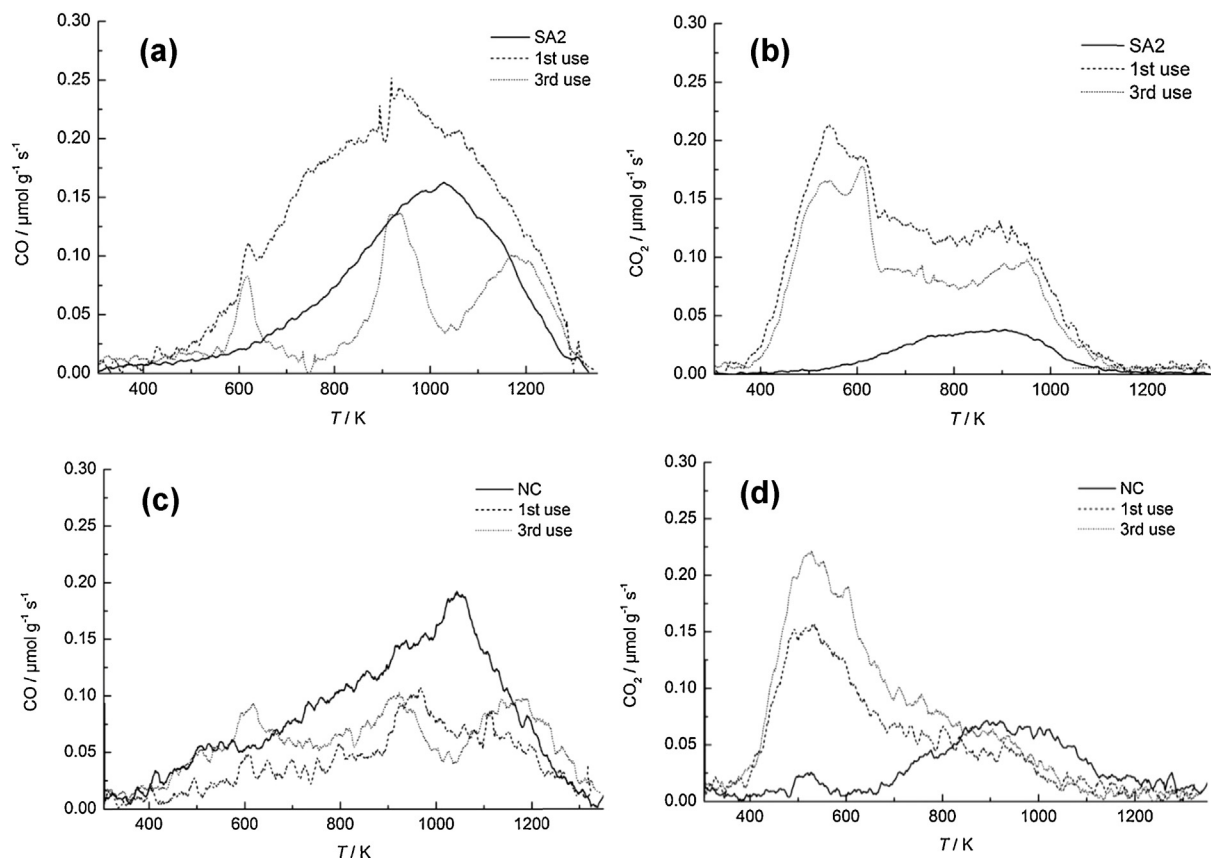 (a)
SA2
1st use
3rd use
CO / μmol g⁻¹ s⁻¹
0.30
0.25
0.20
0.15
0.10
0.05
0.00
400 600 800 1000 1200
T / K
(b)
SA2
1st use
3rd use
CO₂ / μmol g⁻¹ s⁻¹
0.30
0.25
0.20
0.15
0.10
0.05
0.00
400 600 800 1000 1200
T / K
(c)
NC
1st use
3rd use
CO / μmol g⁻¹ s⁻¹
0.30
0.25
0.20
0.15
0.10
0.05
0.00
400 600 800 1000 1200
T / K
(d)
NC
1st use
3rd use
CO₂ / μmol g⁻¹ s⁻¹
0.30
0.25
0.20
0.15
0.10
0.05
0.00
400 600 800 1000 1200
T / K